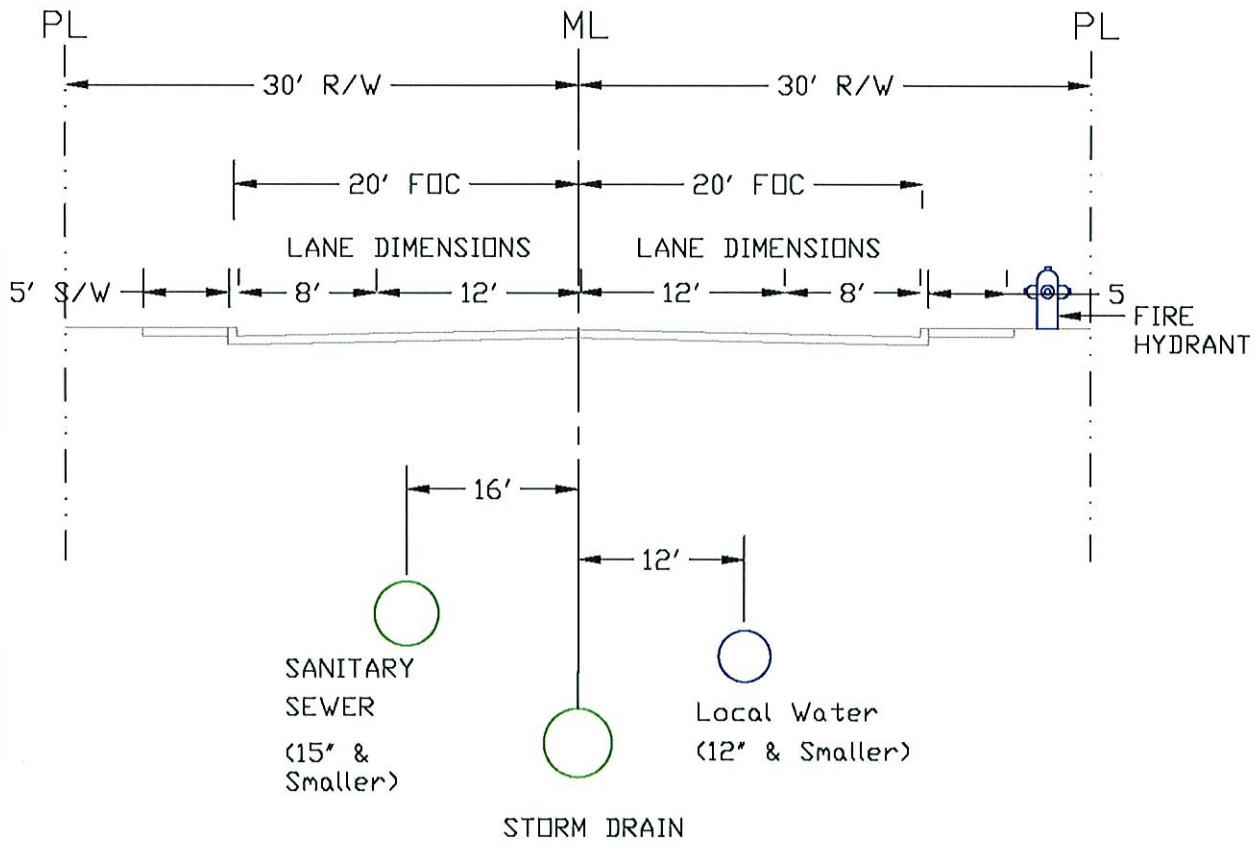 PL ML PL
30' R/W 30' R/W
20' FOC 20' FOC
LANE DIMENSIONS LANE DIMENSIONS
5' S/W 8' 12' 12' 8' 5
FIRE
HYDRANT
16'
12'
SANITARY
SEWER
(15" &
Smaller)
Local Water
(12" & Smaller)
STORM DRAIN